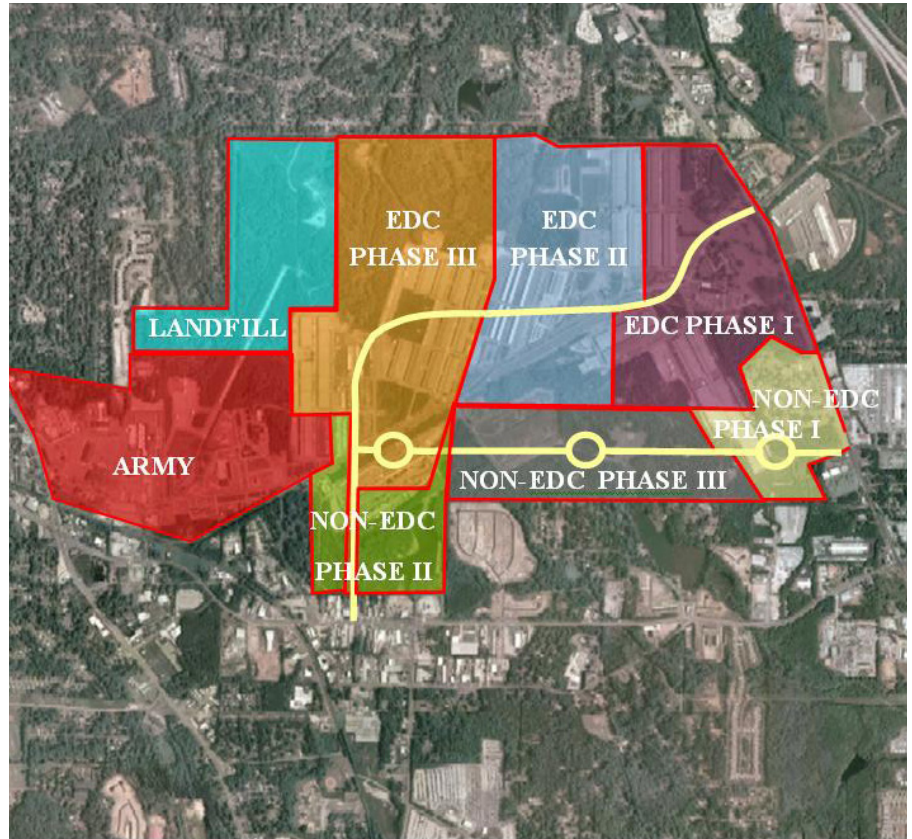 EDC
PHASE III
EDC
PHASE II
LANDFILL
EDC PHASE I
NON-EDC
PHASE I
ARMY
NON-EDC  PHASE III
NON-EDC
PHASE II